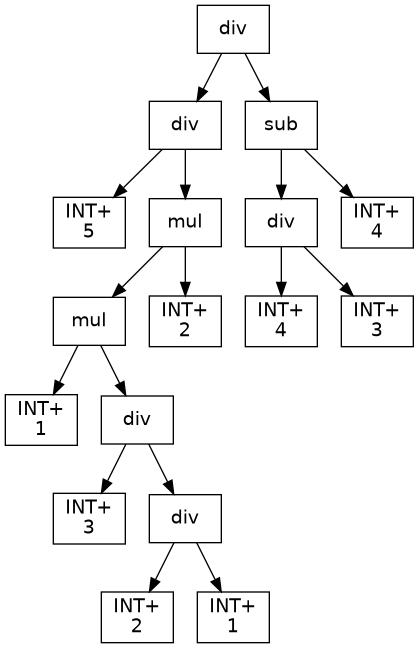 div
div
sub
INT+
5
mul
div
INT+
4
mul
INT+
2
INT+
4
INT+
3
INT+
1
div
INT+
3
div
INT+
2
INT+
1